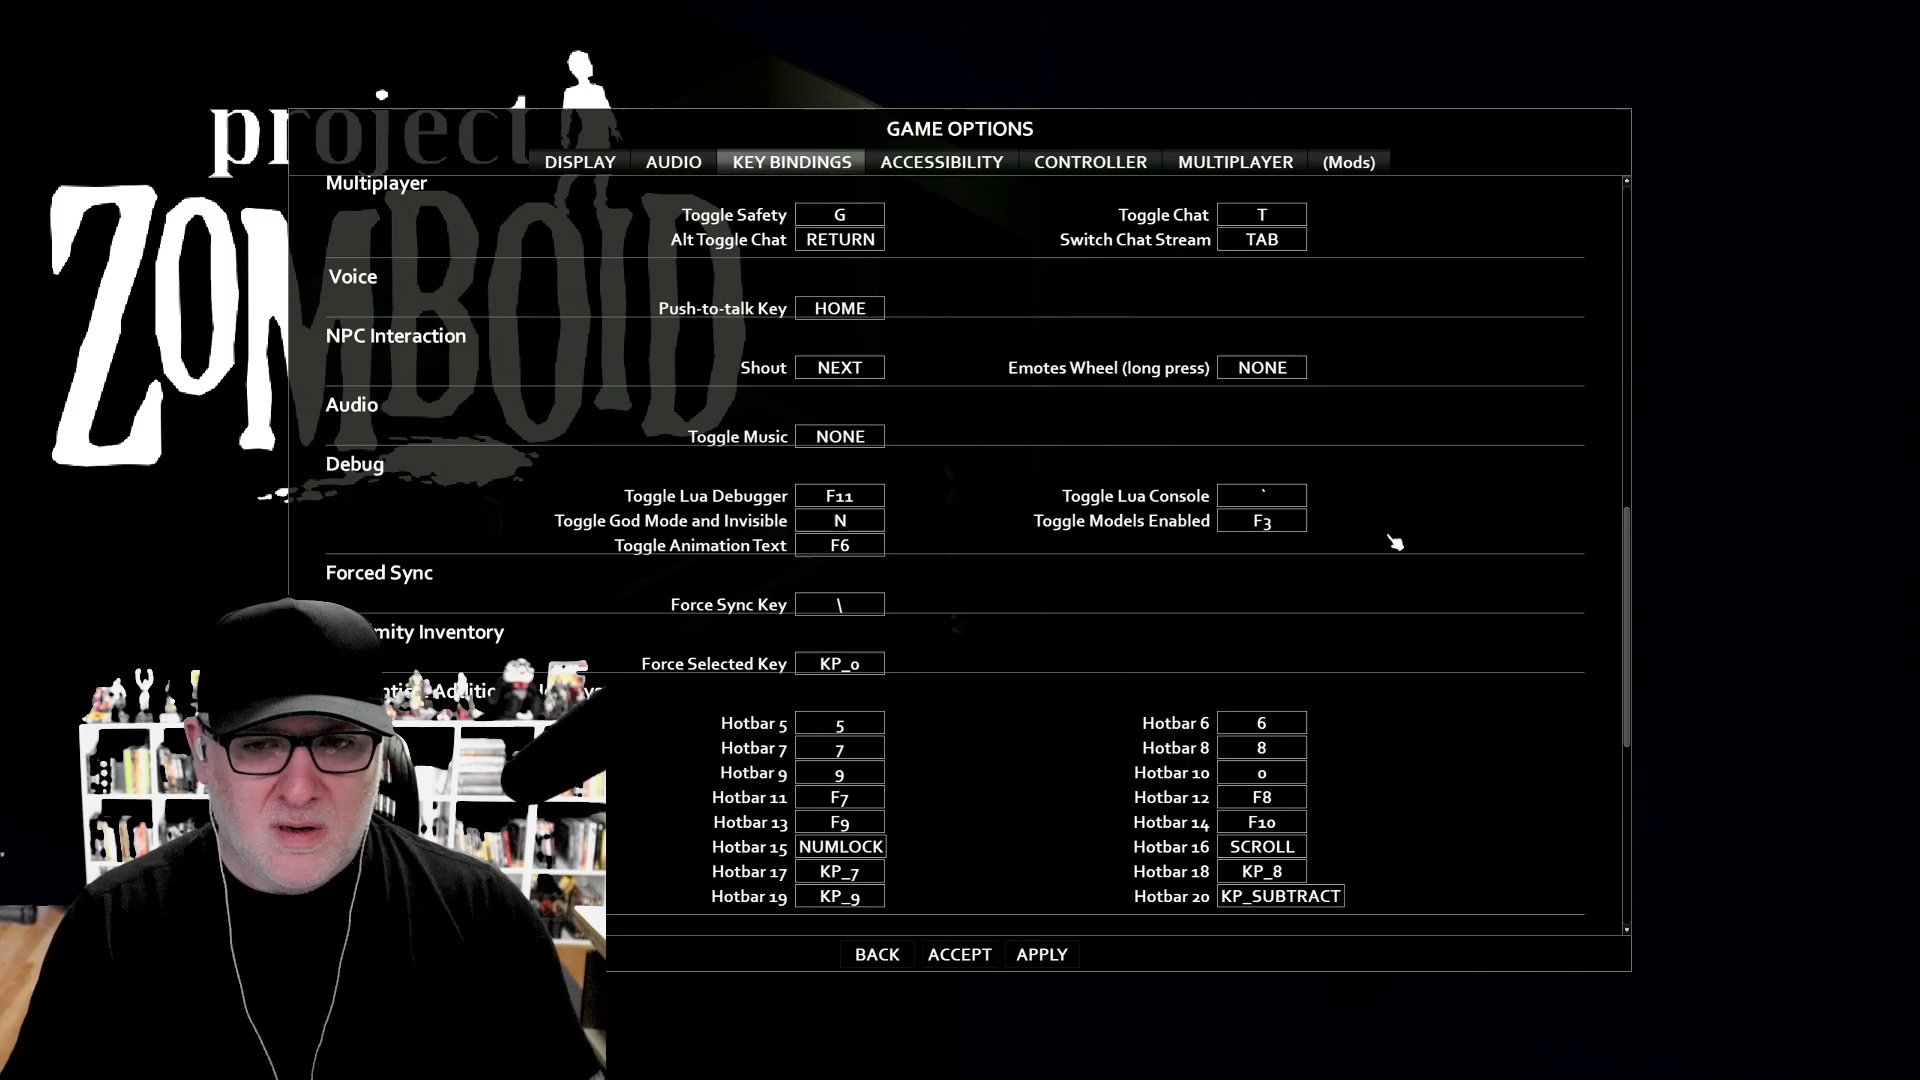 project
ZOMBOID
GAME OPTIONS
DISPLAY AUDIO KEY BINDINGS ACCESSIBILITY CONTROLLER MULTIPLAYER (Mods)
Multiplayer
Toggle Safety G Toggle Chat T
Alt Toggle Chat RETURN Switch Chat Stream TAB
Voice
Push-to-talk Key HOME
NPC Interaction
Shout NEXT Emotes Wheel (long press) NONE
Audio
Toggle Music NONE
Debug
Toggle Lua Debugger F11 Toggle Lua Console `
Toggle God Mode and Invisible N Toggle Models Enabled F3
Toggle Animation Text F6
Forced Sync
Force Sync Key \
Inventory
Force Selected Key KP_0
Hotbar 5 5 Hotbar 6 6
Hotbar 7 7 Hotbar 8 8
Hotbar 9 9 Hotbar 10 0
Hotbar 11 F7 Hotbar 12 F8
Hotbar 13 F9 Hotbar 14 F10
Hotbar 15 NUMLOCK Hotbar 16 SCROLL
Hotbar 17 KP_7 Hotbar 18 KP_8
Hotbar 19 KP_9 Hotbar 20 KP_SUBTRACT
BACK ACCEPT APPLY